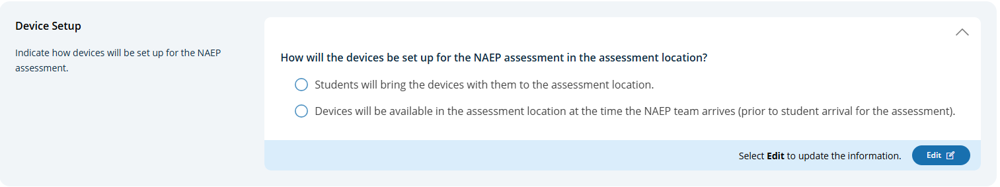 Device Setup
Indicate how devices will be set up for the NAEP
assessment.
How will the devices be set up for the NAEP assessment in the assessment location?
Students will bring the devices with them to the assessment location.
Devices will be available in the assessment location at the time the NAEP team arrives (prior to student arrival for the assessment).
Select Edit to update the information.
Edit